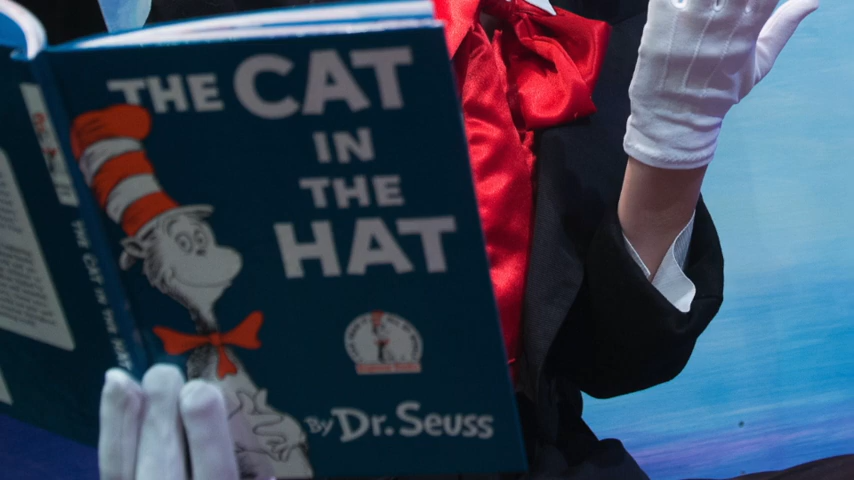 THE CAT
IN
THE
HAT
By Dr. Seuss
THE CAT IN THE HAT